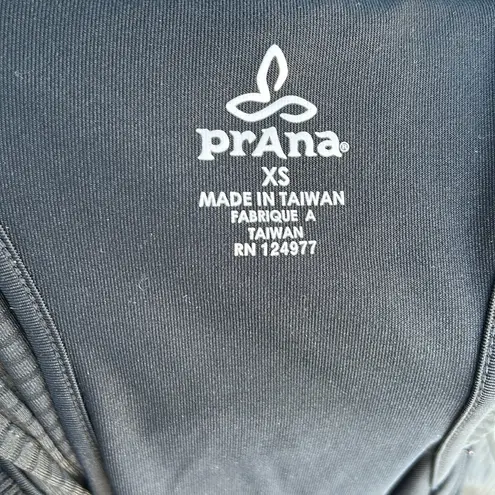 prAna®
XS
MADE IN TAIWAN
FABRIQUE A
TAIWAN
RN 124977